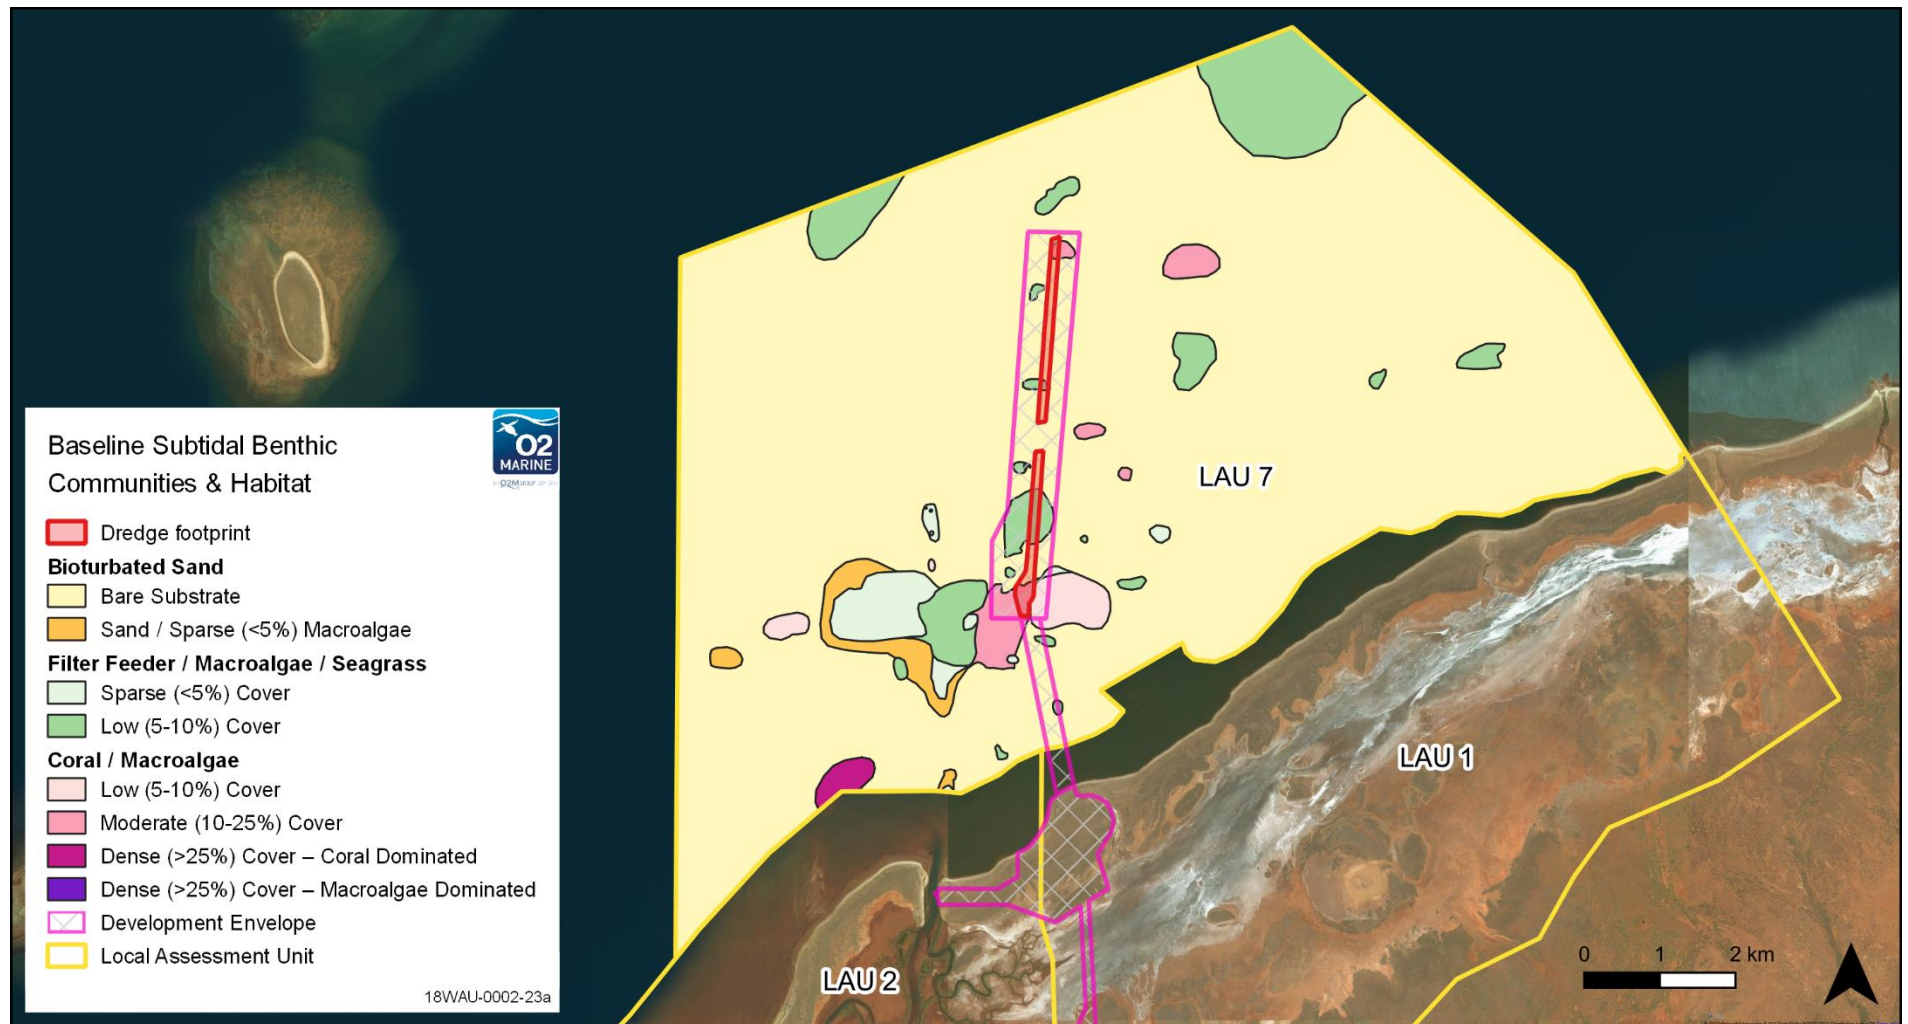 Baseline Subtidal Benthic
Communities & Habitat
O2
MARINE
Dredge footprint
Bioturbated Sand
Bare Substrate
Sand / Sparse (<5%) Macroalgae
Filter Feeder / Macroalgae / Seagrass
Sparse (<5%) Cover
Low (5-10%) Cover
Coral / Macroalgae
Low (5-10%) Cover
Moderate (10-25%) Cover
Dense (>25%) Cover – Coral Dominated
Dense (>25%) Cover – Macroalgae Dominated
Development Envelope
Local Assessment Unit
18WAU-0002-23a
LAU 7
LAU 1
LAU 2
0 1 2 km